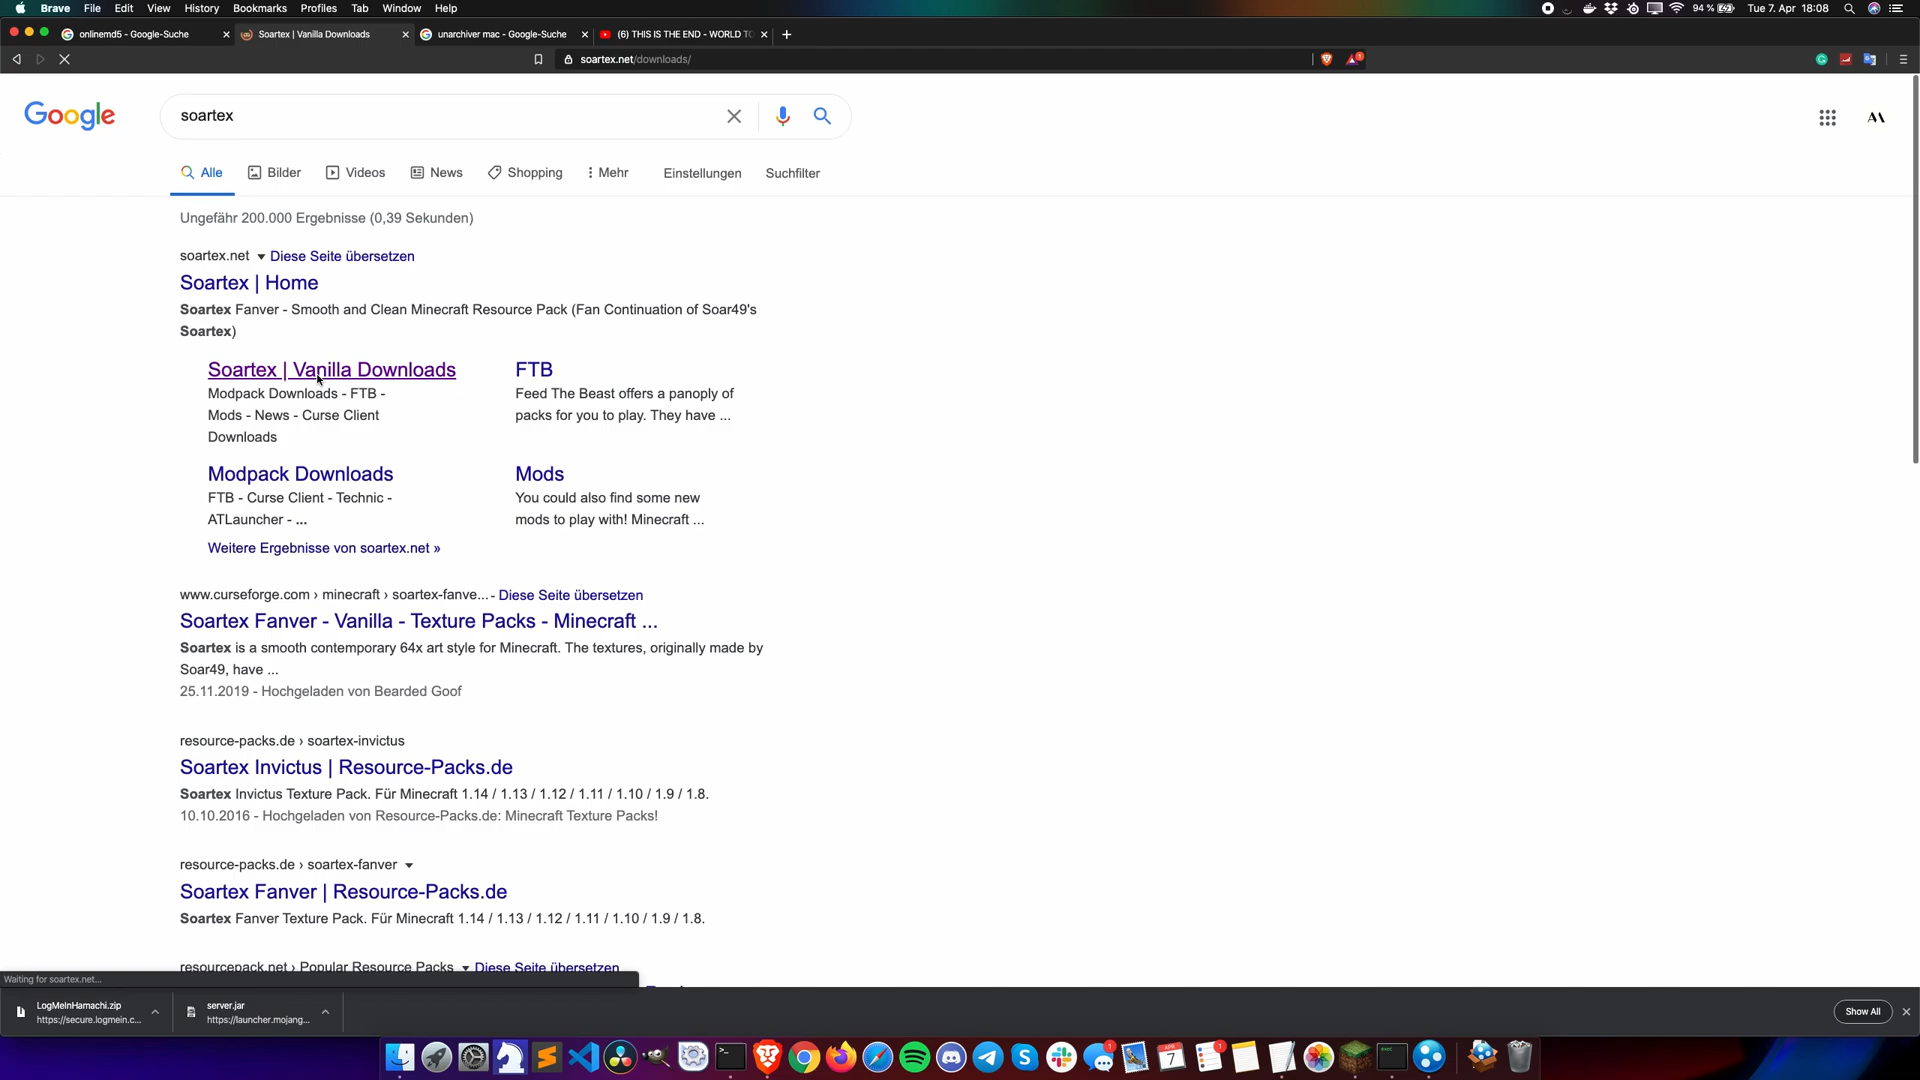 Brave File Edit View History Bookmarks Profiles Tab Window Help 94 % Tue 7. Apr 18:08
onlinemd5 - Google-Suche Soartex | Vanilla Downloads unarchiver mac - Google-Suche (6) THIS IS THE END - WORLD TO
soartex.net/downloads/
Google soartex
Alle Bilder Videos News Shopping Mehr Einstellungen Suchfilter
Ungefähr 200.000 Ergebnisse (0,39 Sekunden)
soartex.net Diese Seite übersetzen
Soartex | Home
Soartex Fanver - Smooth and Clean Minecraft Resource Pack (Fan Continuation of Soar49's
Soartex)
Soartex | Vanilla Downloads
Modpack Downloads - FTB -
Mods - News - Curse Client
Downloads
FTB
Feed The Beast offers a panoply of
packs for you to play. They have ...
Modpack Downloads
FTB - Curse Client - Technic -
ATLauncher - ...
Mods
You could also find some new
mods to play with! Minecraft ...
Weitere Ergebnisse von soartex.net »
www.curseforge.com › minecraft › soartex-fanve... - Diese Seite übersetzen
Soartex Fanver - Vanilla - Texture Packs - Minecraft ...
Soartex is a smooth contemporary 64x art style for Minecraft. The textures, originally made by
Soar49, have ...
25.11.2019 - Hochgeladen von Bearded Goof
resource-packs.de › soartex-invictus
Soartex Invictus | Resource-Packs.de
Soartex Invictus Texture Pack. Für Minecraft 1.14 / 1.13 / 1.12 / 1.11 / 1.10 / 1.9 / 1.8.
10.10.2016 - Hochgeladen von Resource-Packs.de: Minecraft Texture Packs!
resource-packs.de › soartex-fanver
Soartex Fanver | Resource-Packs.de
Soartex Fanver Texture Pack. Für Minecraft 1.14 / 1.13 / 1.12 / 1.11 / 1.10 / 1.9 / 1.8.
resourcepack.net › Popular Resource Packs Diese Seite übersetzen
Waiting for soartex.net...
LogMeInHamachi.zip
https://secure.logmein.c...
server.jar
https://launcher.mojang...
Show All